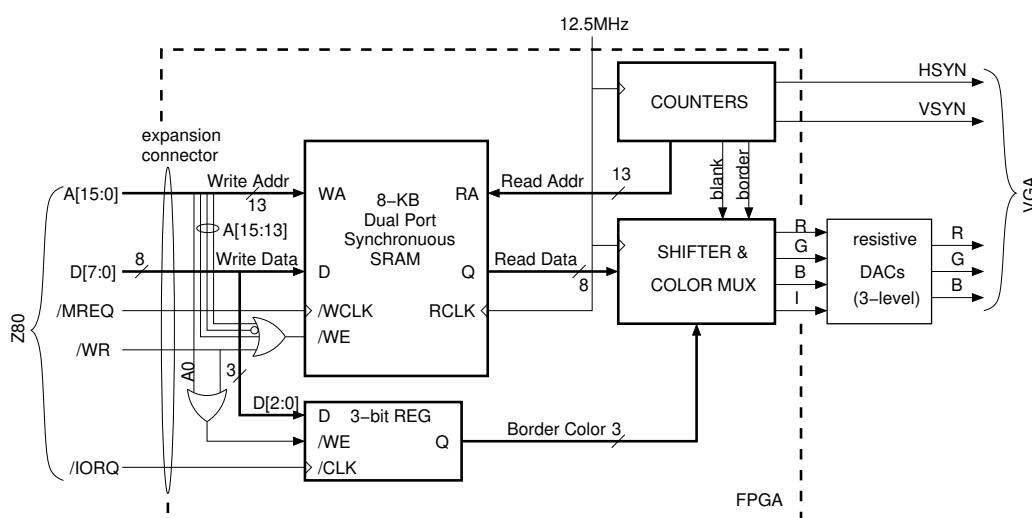 12.5MHz
HSYN
COUNTERS
VSYN
expansion
connector
blank
border
A[15:0]
Write Addr
13
WA
8-KB
Dual Port
Synchronuous
SRAM
RA
Read Addr
13
A[15:13]
VGA
D[7:0]
8
Write Data
D
Q
Read Data
8
SHIFTER &
COLOR MUX
R
G
B
I
resistive
DACs
(3-level)
R
G
B
/MREQ
/WCLK
RCLK
Z80
/WR
/WE
A0
3
D[2:0]
D
3-bit REG
/WE
Q
Border Color
3
/IORQ
/CLK
FPGA